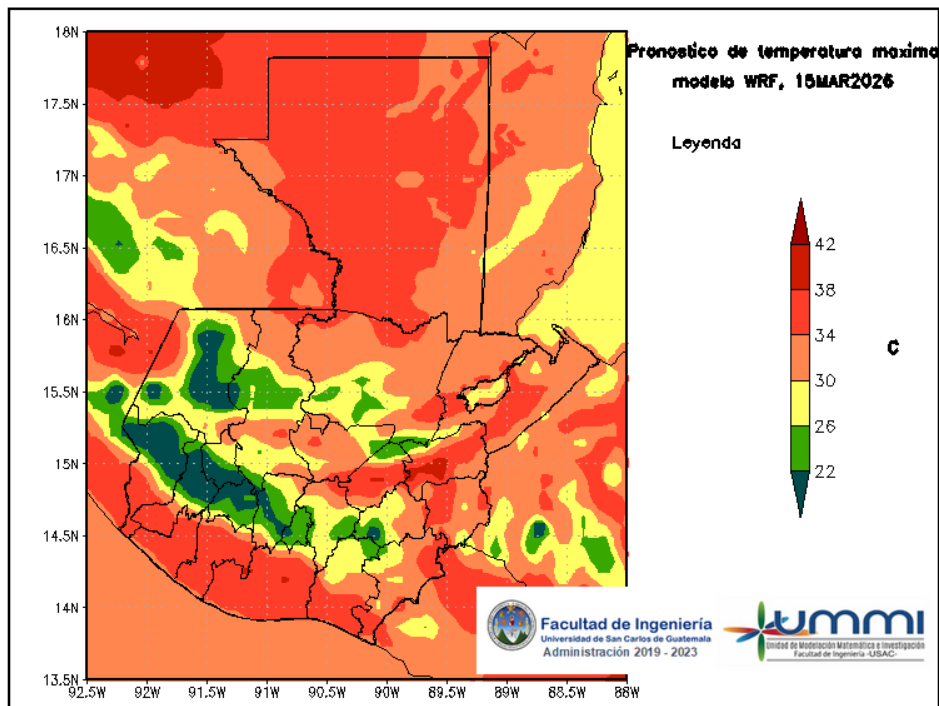 Pronostico de temperatura maxima
modelo WRF, 15MAR2026
Leyenda
42
38
34
30
26
22
C
18N
17.5N
17N
16.5N
16N
15.5N
15N
14.5N
14N
13.5N
92.5W 92W 91.5W 91W 90.5W 90W 89.5W 89W 88.5W 88W
Facultad de Ingeniería
Universidad de San Carlos de Guatemala
Administración 2019 - 2023
UMMI
Unidad de Modelación Matemática e Investigación
Facultad de Ingeniería -USAC-